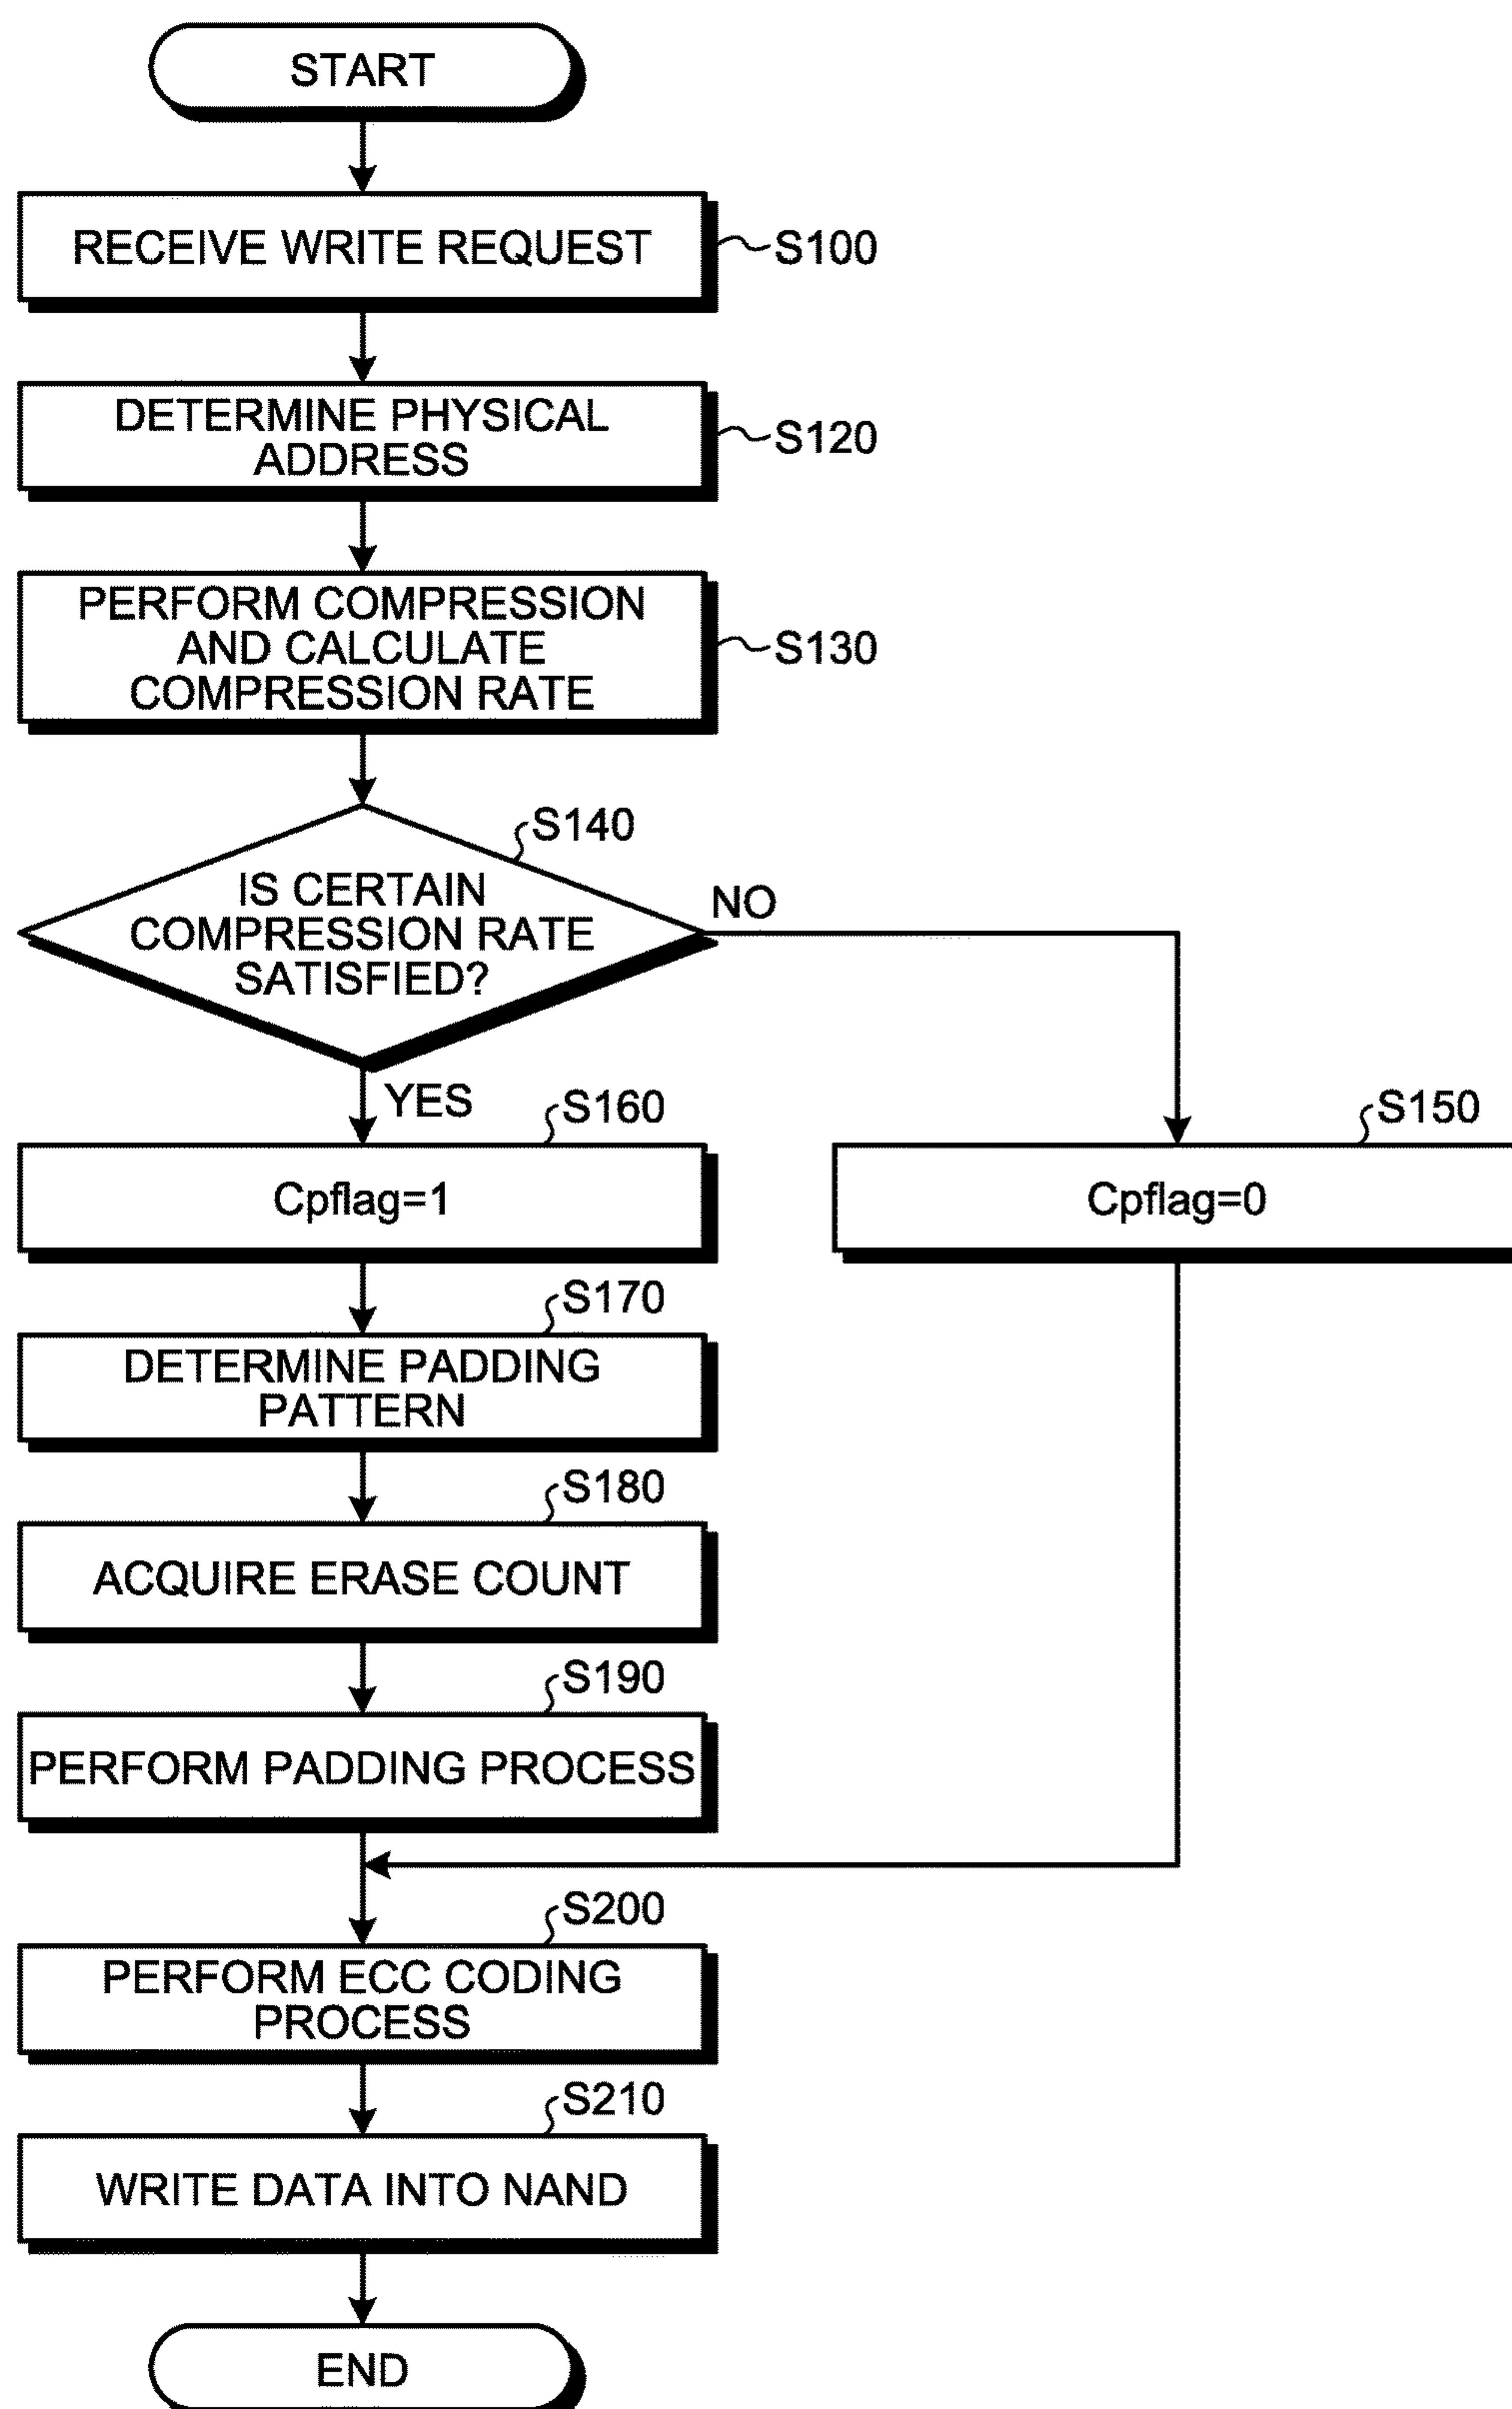 START
RECEIVE WRITE REQUEST
S100
DETERMINE PHYSICAL
ADDRESS
S120
PERFORM COMPRESSION
AND CALCULATE
COMPRESSION RATE
S130
S140
IS CERTAIN
COMPRESSION RATE
SATISFIED?
NO
YES
S160
Cpflag=1
S150
Cpflag=0
S170
DETERMINE PADDING
PATTERN
S180
ACQUIRE ERASE COUNT
S190
PERFORM PADDING PROCESS
S200
PERFORM ECC CODING
PROCESS
S210
WRITE DATA INTO NAND
END